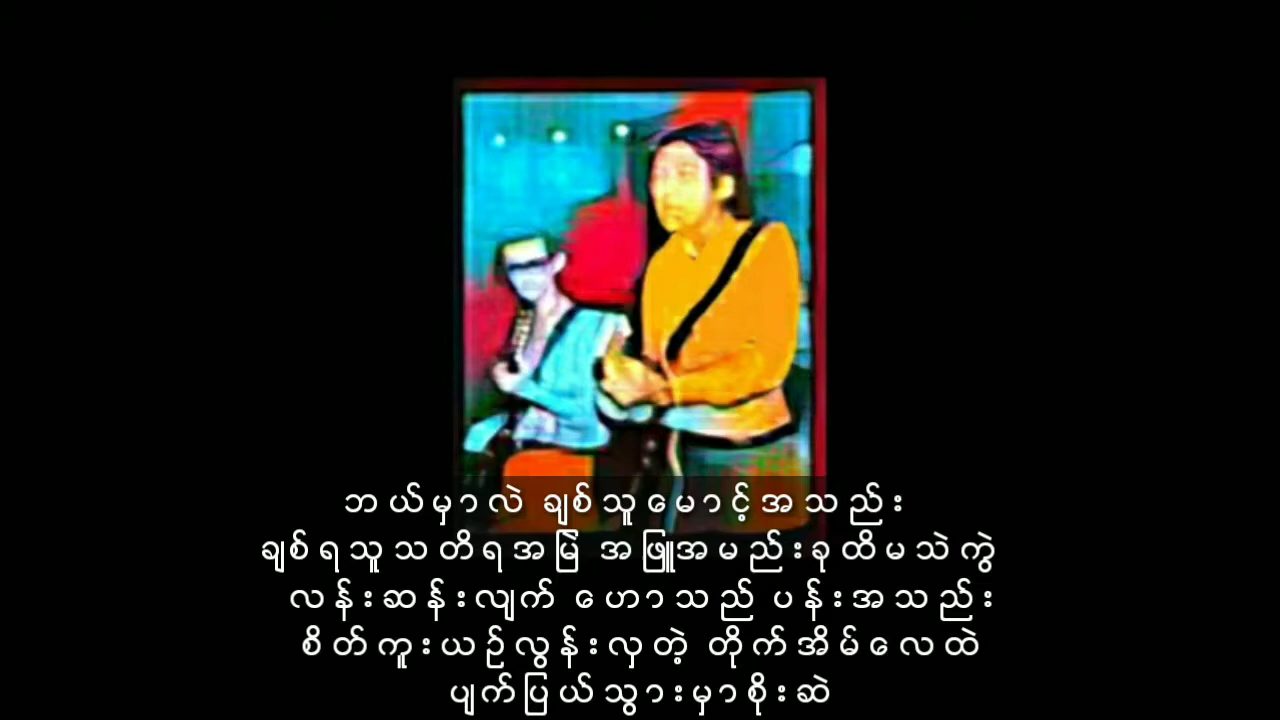 ဘယ်မှာလဲ ချစ်သူမောင့်အသည်း
ချစ်ရသူသတိရအမြဲ အဖြူအမည်းခုထိမသဲကွဲ
လန်းဆန်းလျက် ဟောသည် ပန်းအသည်း
စိတ်ကူးယဉ်လွန်းလှတဲ့ တိုက်အိမ်လေထဲ
ပျက်ပြယ်သွားမှာစိုးဆဲ